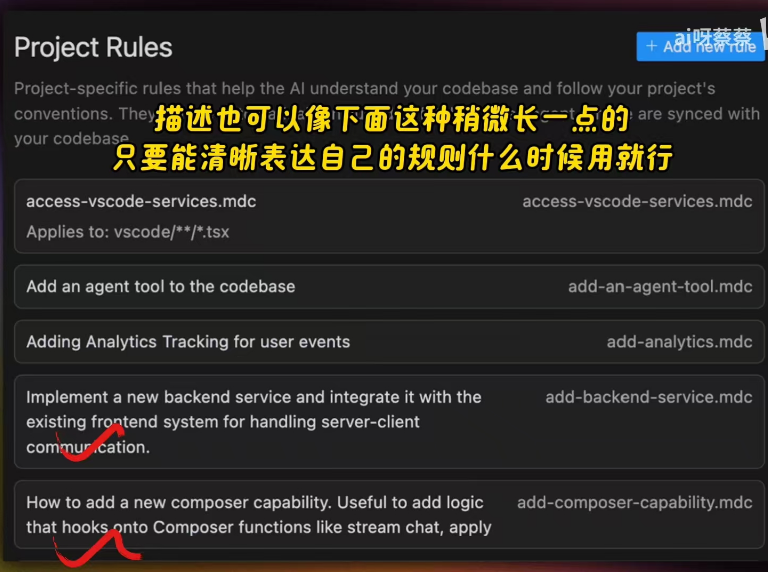 ai呀蔡蔡
Project Rules
+ Add new rule
Project-specific rules that help the AI understand your codebase and follow your project's
conventions. They
are synced with
your codebase.
描述也可以像下面这种稍微长一点的
只要能清晰表达自己的规则什么时候用就行
access-vscode-services.mdc
access-vscode-services.mdc
Applies to: vscode/**/*.tsx
Add an agent tool to the codebase
add-an-agent-tool.mdc
Adding Analytics Tracking for user events
add-analytics.mdc
Implement a new backend service and integrate it with the
add-backend-service.mdc
existing frontend system for handling server-client
communication.
How to add a new composer capability. Useful to add logic
add-composer-capability.mdc
that hooks onto Composer functions like stream chat, apply